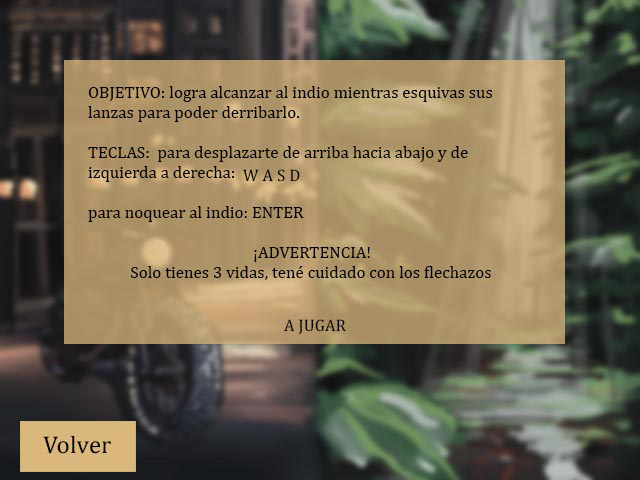 OBJETIVO: logra alcanzar al indio mientras esquivas sus
lanzas para poder derribarlo.
TECLAS: para desplazarte de arriba hacia abajo y de
izquierda a derecha: W A S D
para noquear al indio: ENTER
¡ADVERTENCIA!
Solo tienes 3 vidas, tené cuidado con los flechazos
A JUGAR
Volver